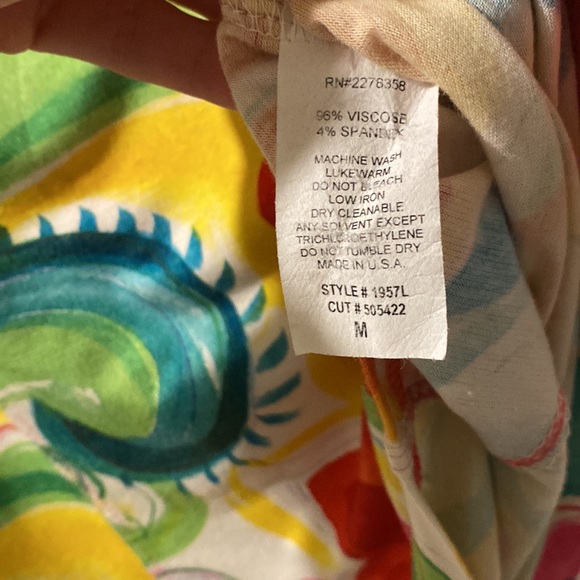 RN#2278358
96% VISCOSE
4% SPANDEX
MACHINE WASH
LUKEWARM
DO NOT BLEACH
LOW IRON
DRY CLEANABLE
ANY SOLVENT EXCEPT
TRICHLOROETHYLENE
DO NOT TUMBLE DRY
MADE IN U.S.A.
STYLE # 1957L
CUT # 505422
M